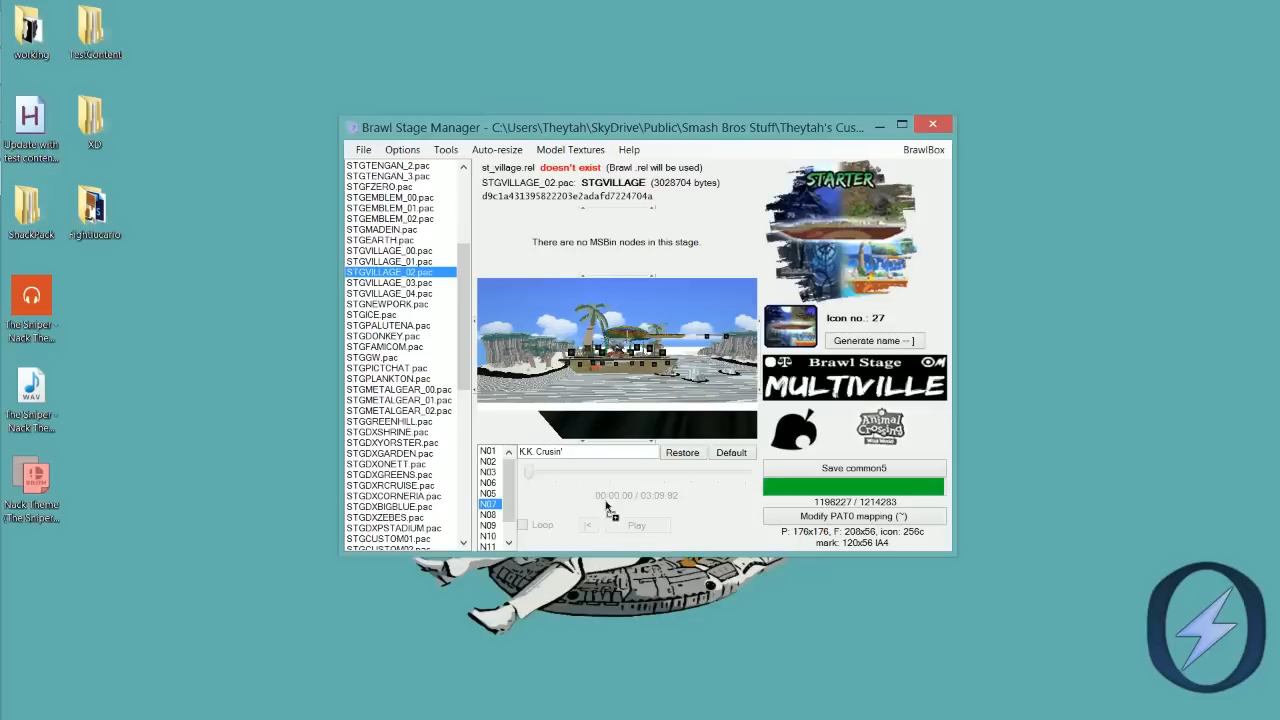 working
TestContent
Update with
test conten...
XD
ShackPack
FightLucario
The Sniper -
Nack The...
The Sniper -
Nack The...
Nack Theme
(The Sniper...
WAV
Brawl Stage Manager - C:\Users\Theytah\SkyDrive\Public\Smash Bros Stuff\Theytah's Cus...
File Options Tools Auto-resize Model Textures Help BrawlBox
STGTENGAN_2.pac
STGTENGAN_3.pac
STGFZERO.pac
STGEMBLEM_00.pac
STGEMBLEM_01.pac
STGEMBLEM_02.pac
STGMADEIN.pac
STGEARTH.pac
STGVILLAGE_00.pac
STGVILLAGE_01.pac
STGVILLAGE_02.pac
STGVILLAGE_03.pac
STGVILLAGE_04.pac
STGNEWPORK.pac
STGICE.pac
STGPALUTENA.pac
STGDONKEY.pac
STGFAMICOM.pac
STGGW.pac
STGPICTCHAT.pac
STGPLANKTON.pac
STGMETALGEAR_00.pac
STGMETALGEAR_01.pac
STGMETALGEAR_02.pac
STGGREENHILL.pac
STGDXSHRINE.pac
STGDXYORSTER.pac
STGDXGARDEN.pac
STGDXONETT.pac
STGDXGREENS.pac
STGDXRCRUISE.pac
STGDXCORNERIA.pac
STGDXBIGBLUE.pac
STGDXZEBES.pac
STGDXPSTADIUM.pac
STGCUSTOM01.pac
STGCUSTOM02.pac
st_village.rel doesn't exist (Brawl .rel will be used)
STGVILLAGE_02.pac: STGVILLAGE (3028704 bytes)
d9c1a431395822203e2adafd7224704a
There are no MSBin nodes in this stage.
N01
N02
N03
N06
N05
N07
N08
N09
N10
N11
K.K. Crusin'
Restore
Default
00:00.00 / 03:09.92
Loop
|<
Play
STARTER
Icon no.: 27
Generate name -- ]
Brawl Stage
MULTIVILLE
Animal
Crossing
Wild World
Save common5
1196227 / 1214283
Modify PAT0 mapping (~)
P: 176x176, F: 208x56, icon: 256c
mark: 120x56 IA4